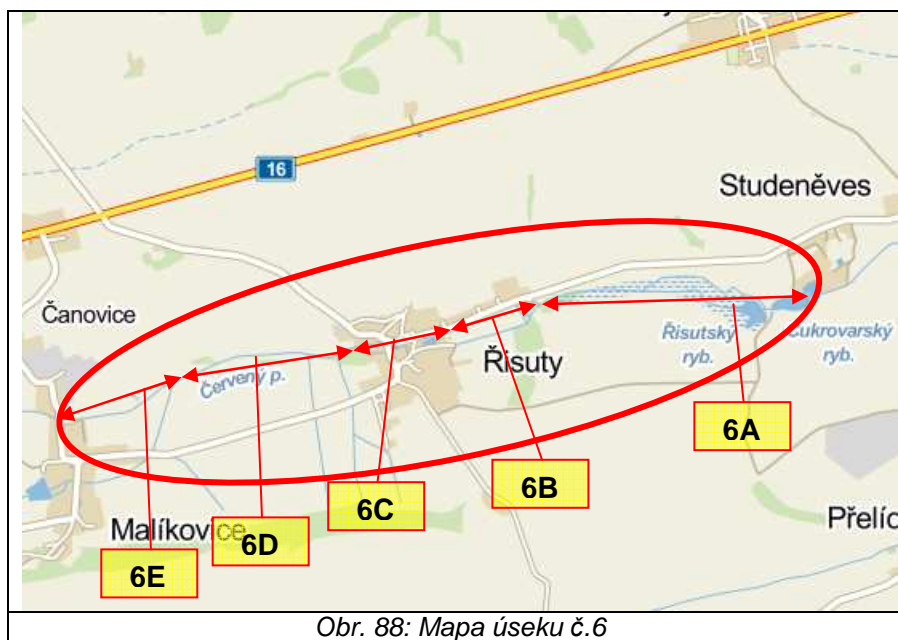 16
Studeněves
Čanovice
Řisutský
ryb.
Cukrovarský
ryb.
Řisuty
Červený p.
6A
6B
6C
Malíkovice
6D
6E
Přelíc
Obr. 88: Mapa úseku č.6